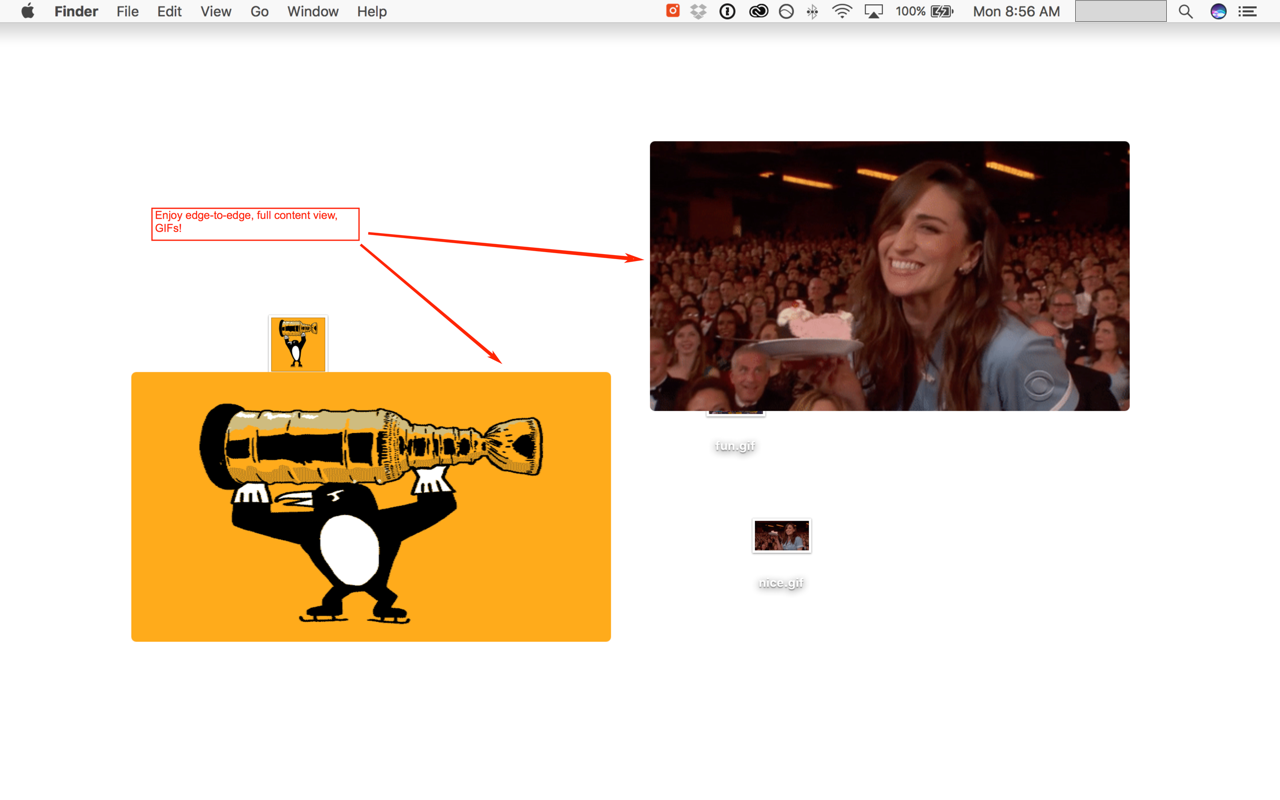 Finder File Edit View Go Window Help 100% Mon 8:56 AM
Enjoy edge-to-edge, full content view,
GIFs!
fun.gif
nice.gif